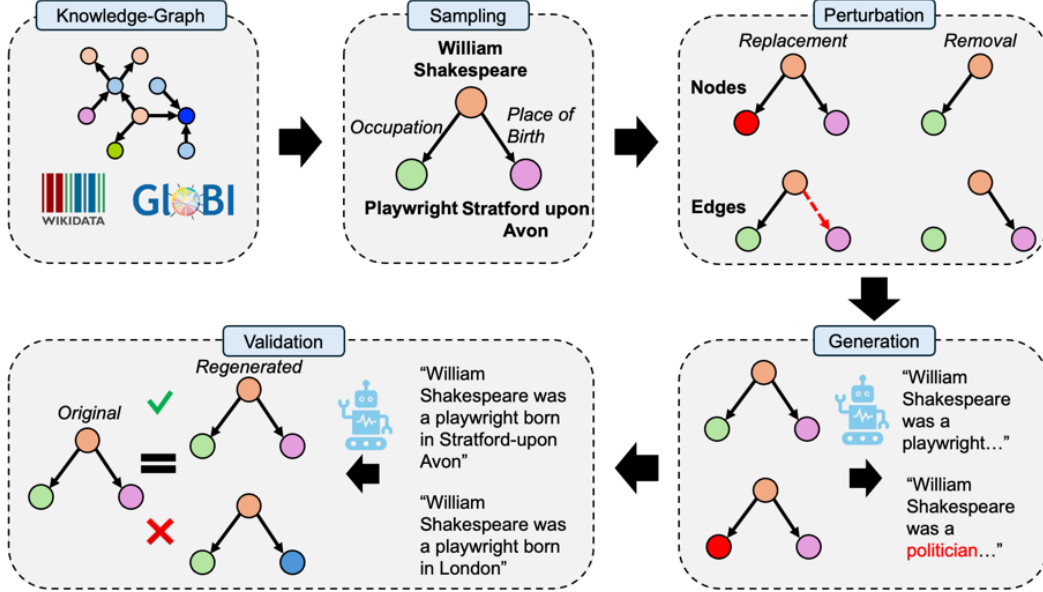 Knowledge-Graph
WIKIDATA
GloBI
Sampling
William
Shakespeare
Occupation
Place of
Birth
Playwright
Stratford upon
Avon
Perturbation
Replacement
Removal
Nodes
Edges
Generation
“William
Shakespeare
was a
playwright…”
“William
Shakespeare
was a
politician…”
Validation
Regenerated
Original
“William
Shakespeare was
a playwright born
in Stratford-upon
Avon”
“William
Shakespeare was
a playwright born
in London”